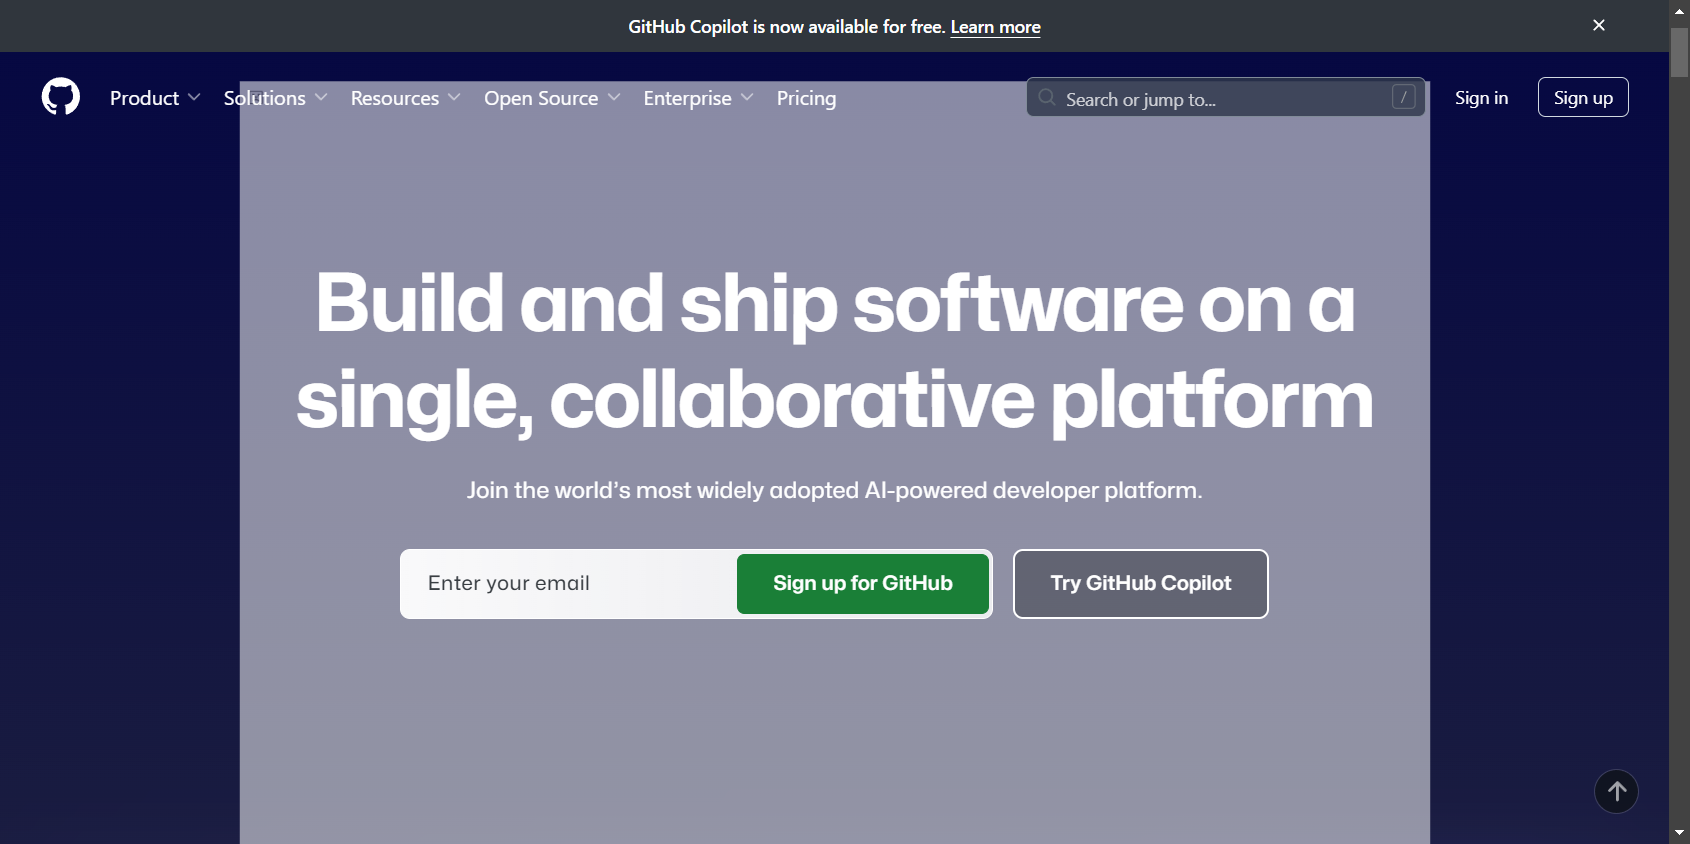 GitHub Copilot is now available for free. Learn more
Product Solutions Resources Open Source Enterprise Pricing Search or jump to... / Sign in Sign up
Build and ship software on a
single, collaborative platform
Join the world’s most widely adopted AI-powered developer platform.
Enter your email Sign up for GitHub Try GitHub Copilot